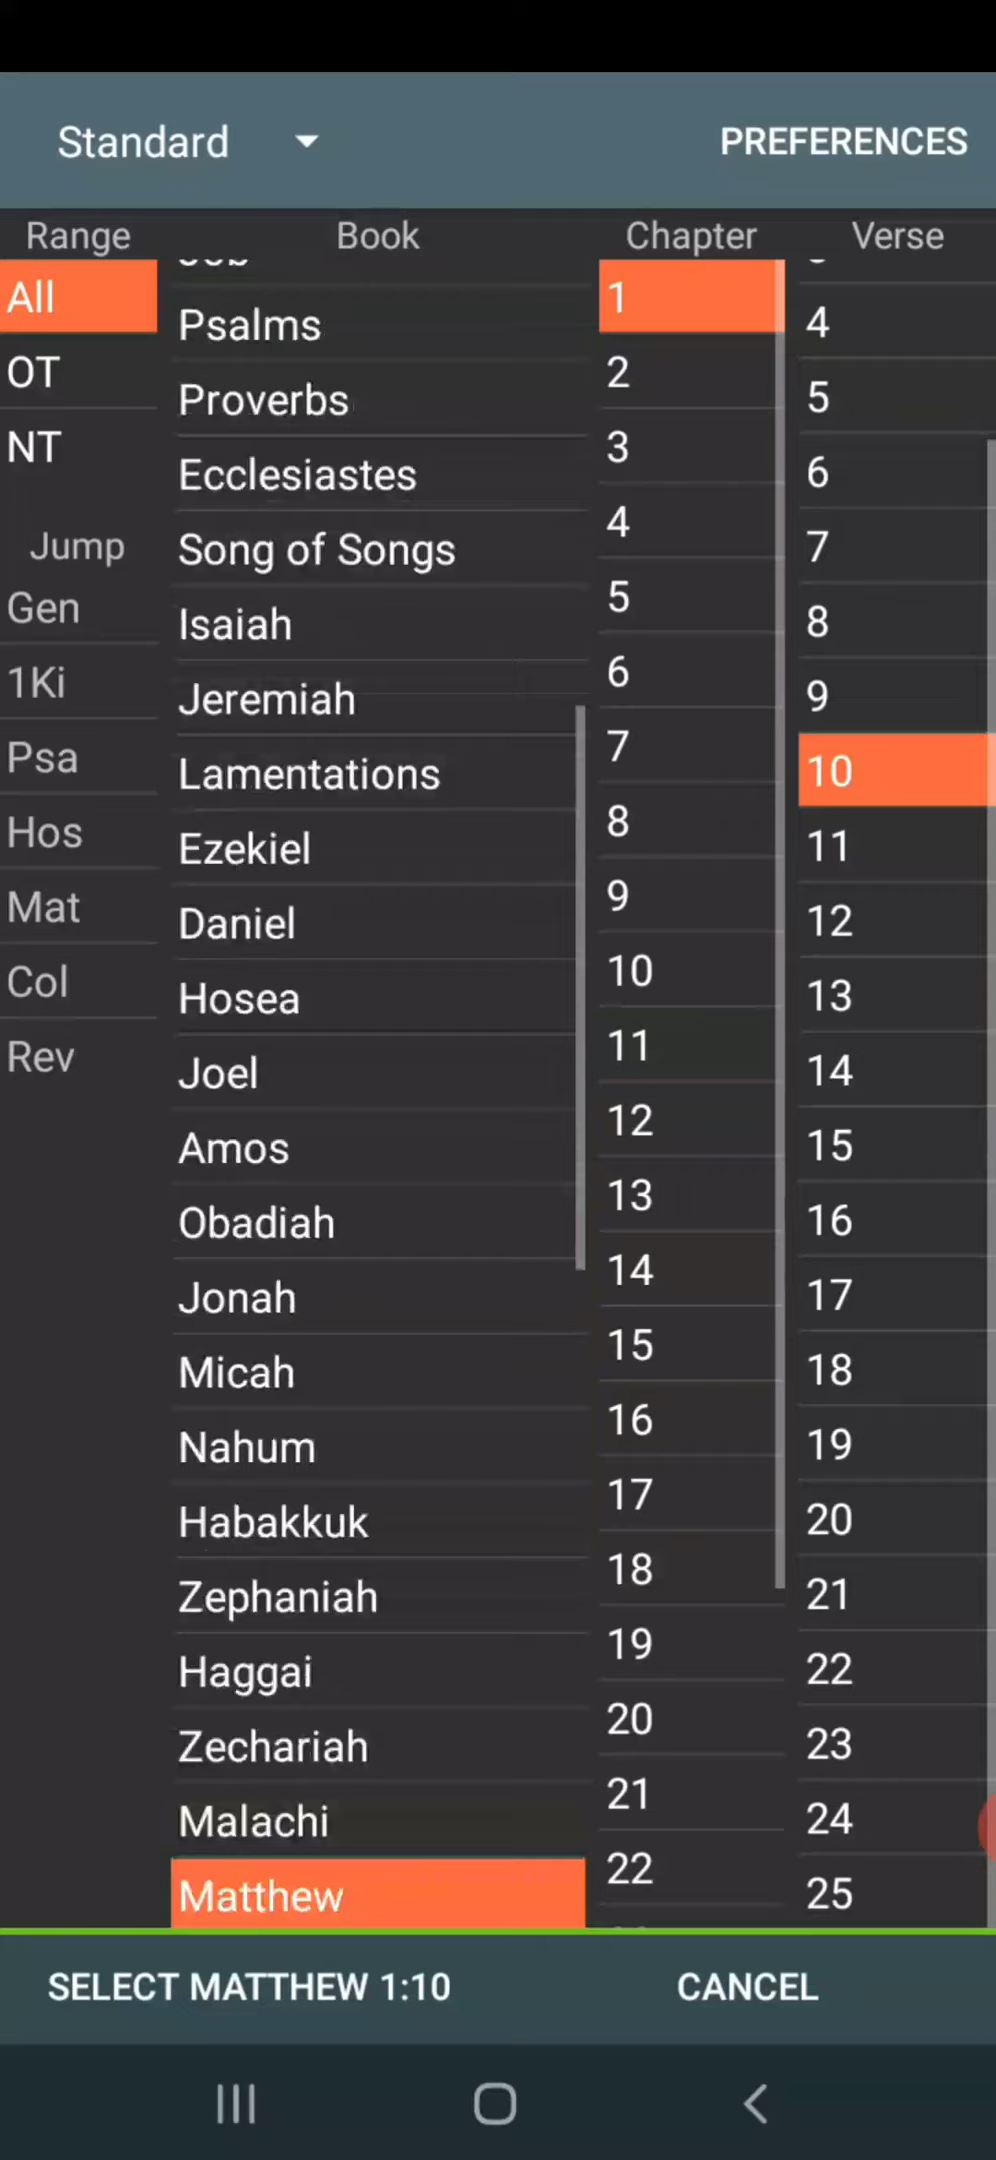 Standard
PREFERENCES
Range
Book
Chapter
Verse
All
OT
NT
Jump
Gen
1Ki
Psa
Hos
Mat
Col
Rev
Psalms
Proverbs
Ecclesiastes
Song of Songs
Isaiah
Jeremiah
Lamentations
Ezekiel
Daniel
Hosea
Joel
Amos
Obadiah
Jonah
Micah
Nahum
Habakkuk
Zephaniah
Haggai
Zechariah
Malachi
Matthew
1
2
3
4
5
6
7
8
9
10
11
12
13
14
15
16
17
18
19
20
21
22
4
5
6
7
8
9
10
11
12
13
14
15
16
17
18
19
20
21
22
23
24
25
SELECT MATTHEW 1:10
CANCEL